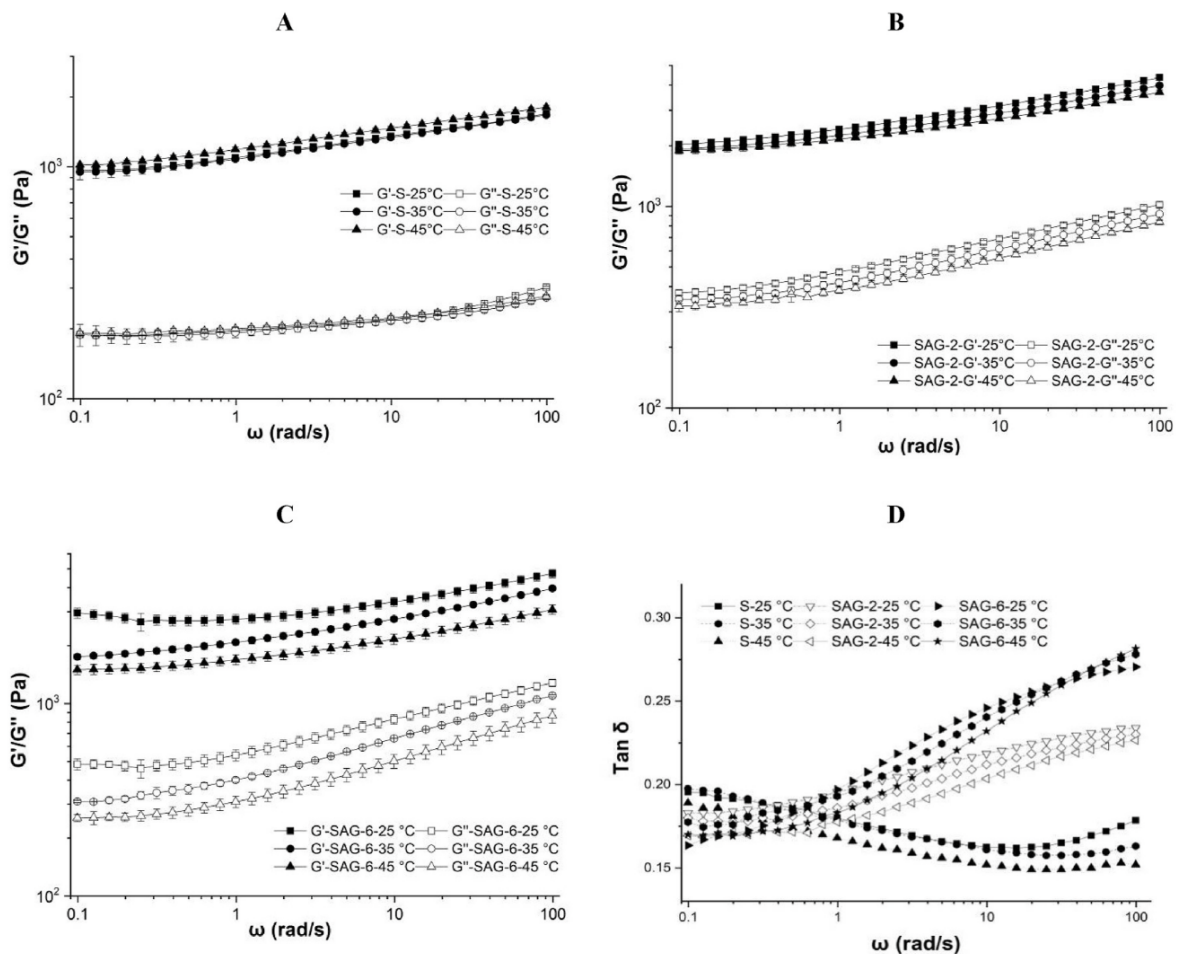 A
G'/G'' (Pa)
10³
10²
G'-S-25°C G''-S-25°C
G'-S-35°C G''-S-35°C
G'-S-45°C G''-S-45°C
0.1 1 10 100
ω (rad/s)
B
G'/G'' (Pa)
10³
10²
SAG-2-G'-25°C SAG-2-G''-25°C
SAG-2-G'-35°C SAG-2-G''-35°C
SAG-2-G'-45°C SAG-2-G''-45°C
0.1 1 10 100
ω (rad/s)
C
G'/G'' (Pa)
10³
10²
G'-SAG-6-25 °C G''-SAG-6-25 °C
G'-SAG-6-35 °C G''-SAG-6-35 °C
G'-SAG-6-45 °C G''-SAG-6-45 °C
0.1 1 10 100
ω (rad/s)
D
Tan δ
0.30
0.25
0.20
0.15
S-25 °C SAG-2-25 °C SAG-6-25 °C
S-35 °C SAG-2-35 °C SAG-6-35 °C
S-45 °C SAG-2-45 °C SAG-6-45 °C
0.1 1 10 100
ω (rad/s)